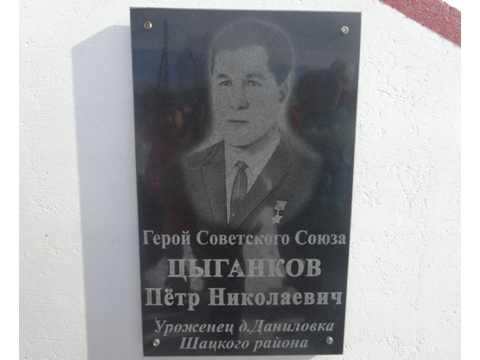 Герой Советского Союза
ЦЫГАНКОВ
Пётр Николаевич
Уроженец д.Даниловка
Шацкого района